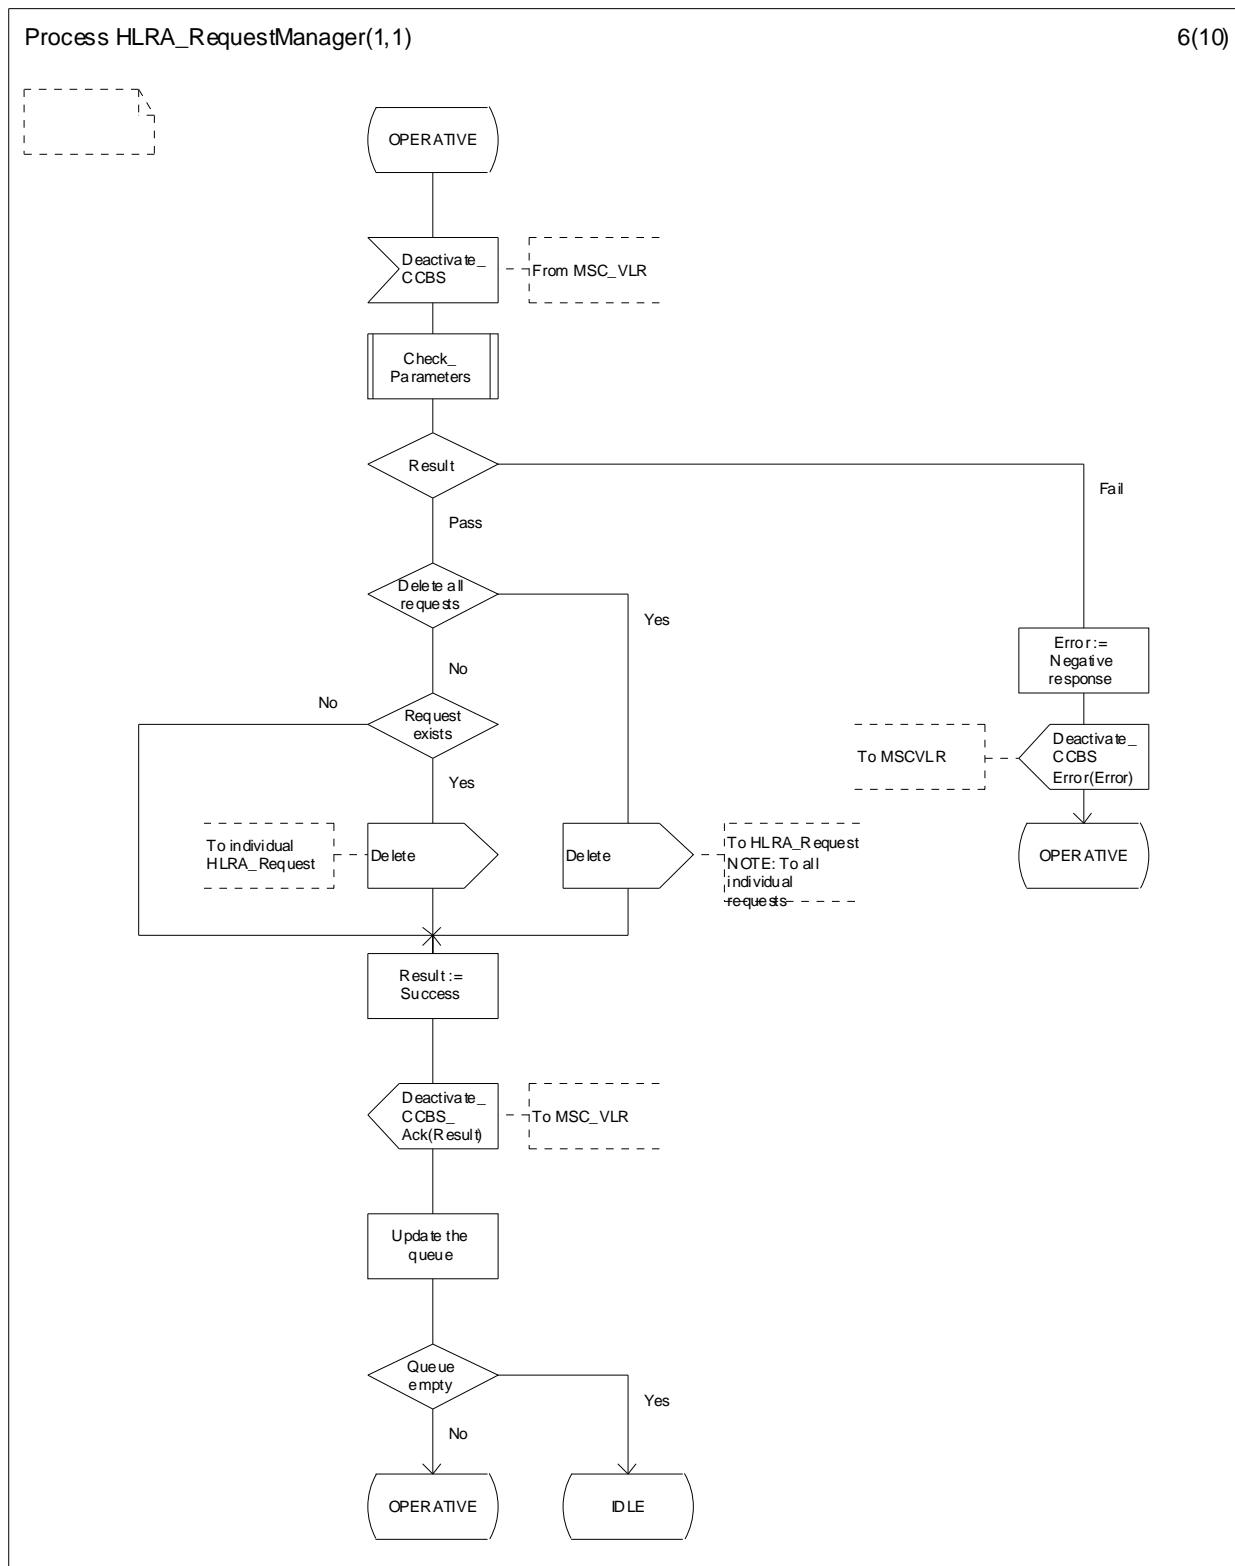 Process HLRA_RequestManager(1,1)
6(10)
OPERATIVE
Deactivate_
CCBS
From MSC_VLR
Check_
Parameters
Result
Fail
Pass
Delete all
requests
Yes
No
Error :=
Negative
response
No
Request
exists
To MSCVLR
Deactivate_
CCBS
Error(Error)
Yes
To individual
HLRA_Request
Delete
Delete
To HLRA_Request
NOTE: To all
individual
requests
OPERATIVE
Result :=
Success
Deactivate_
CCBS_
Ack(Result)
To MSC_VLR
Update the
queue
Queue
empty
Yes
No
OPERATIVE
IDLE